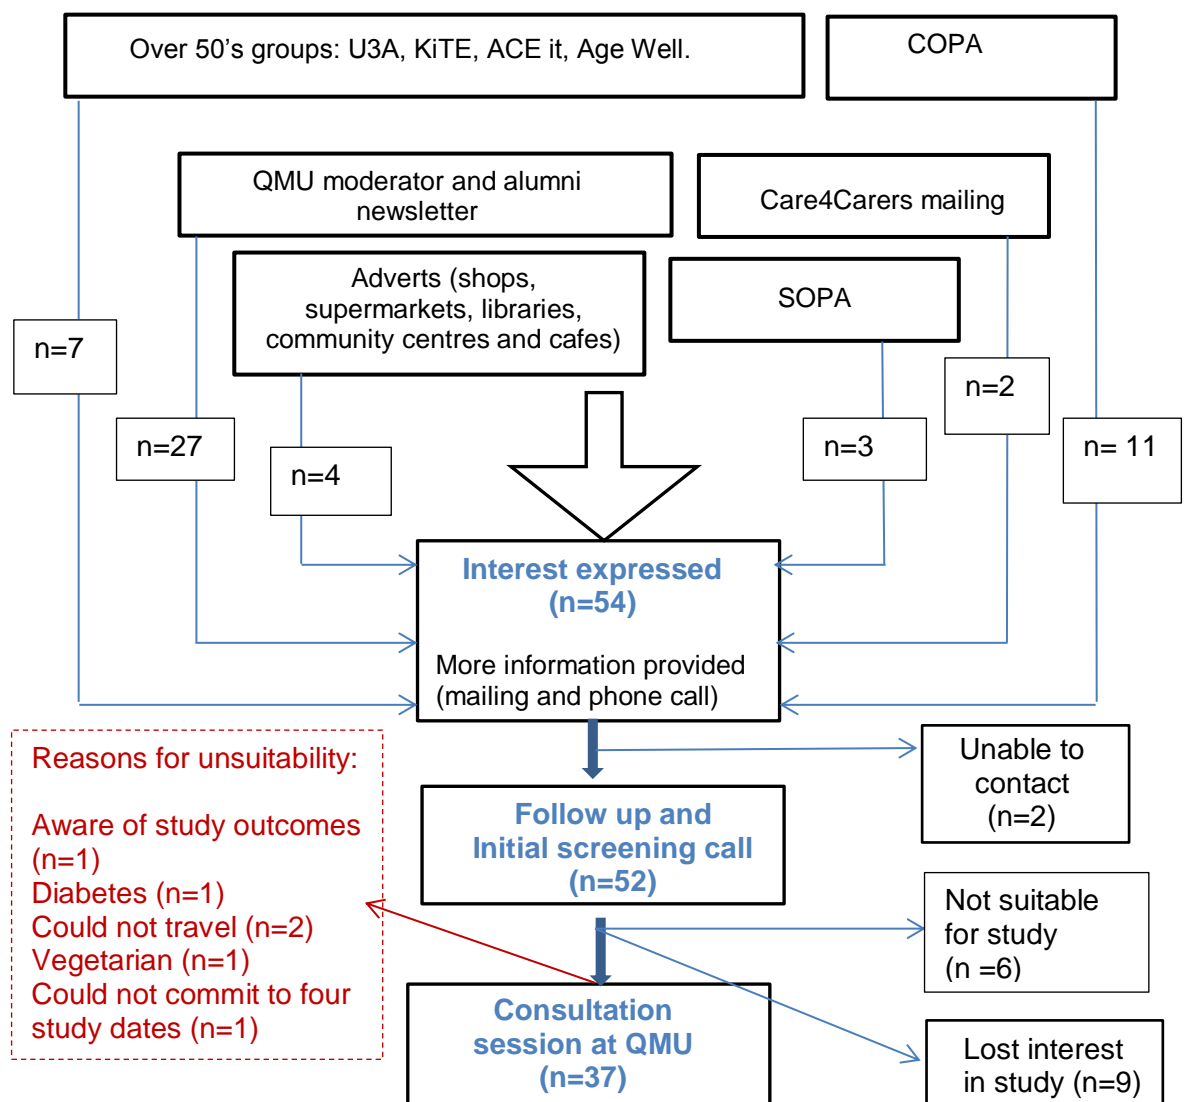 Over 50's groups: U3A, KiTE, ACE it, Age Well.
COPA
QMU moderator and alumni
newsletter
Care4Carers mailing
Adverts (shops,
supermarkets, libraries,
community centres and cafes)
SOPA
n=7
n=27
n=4
n=3
n=2
n= 11
Interest expressed
(n=54)
More information provided
(mailing and phone call)
Unable to
contact
(n=2)
Reasons for unsuitability:
Aware of study outcomes
(n=1)
Diabetes (n=1)
Could not travel (n=2)
Vegetarian (n=1)
Could not commit to four
study dates (n=1)
Follow up and
Initial screening call
(n=52)
Not suitable
for study
(n =6)
Consultation
session at QMU
(n=37)
Lost interest
in study (n=9)